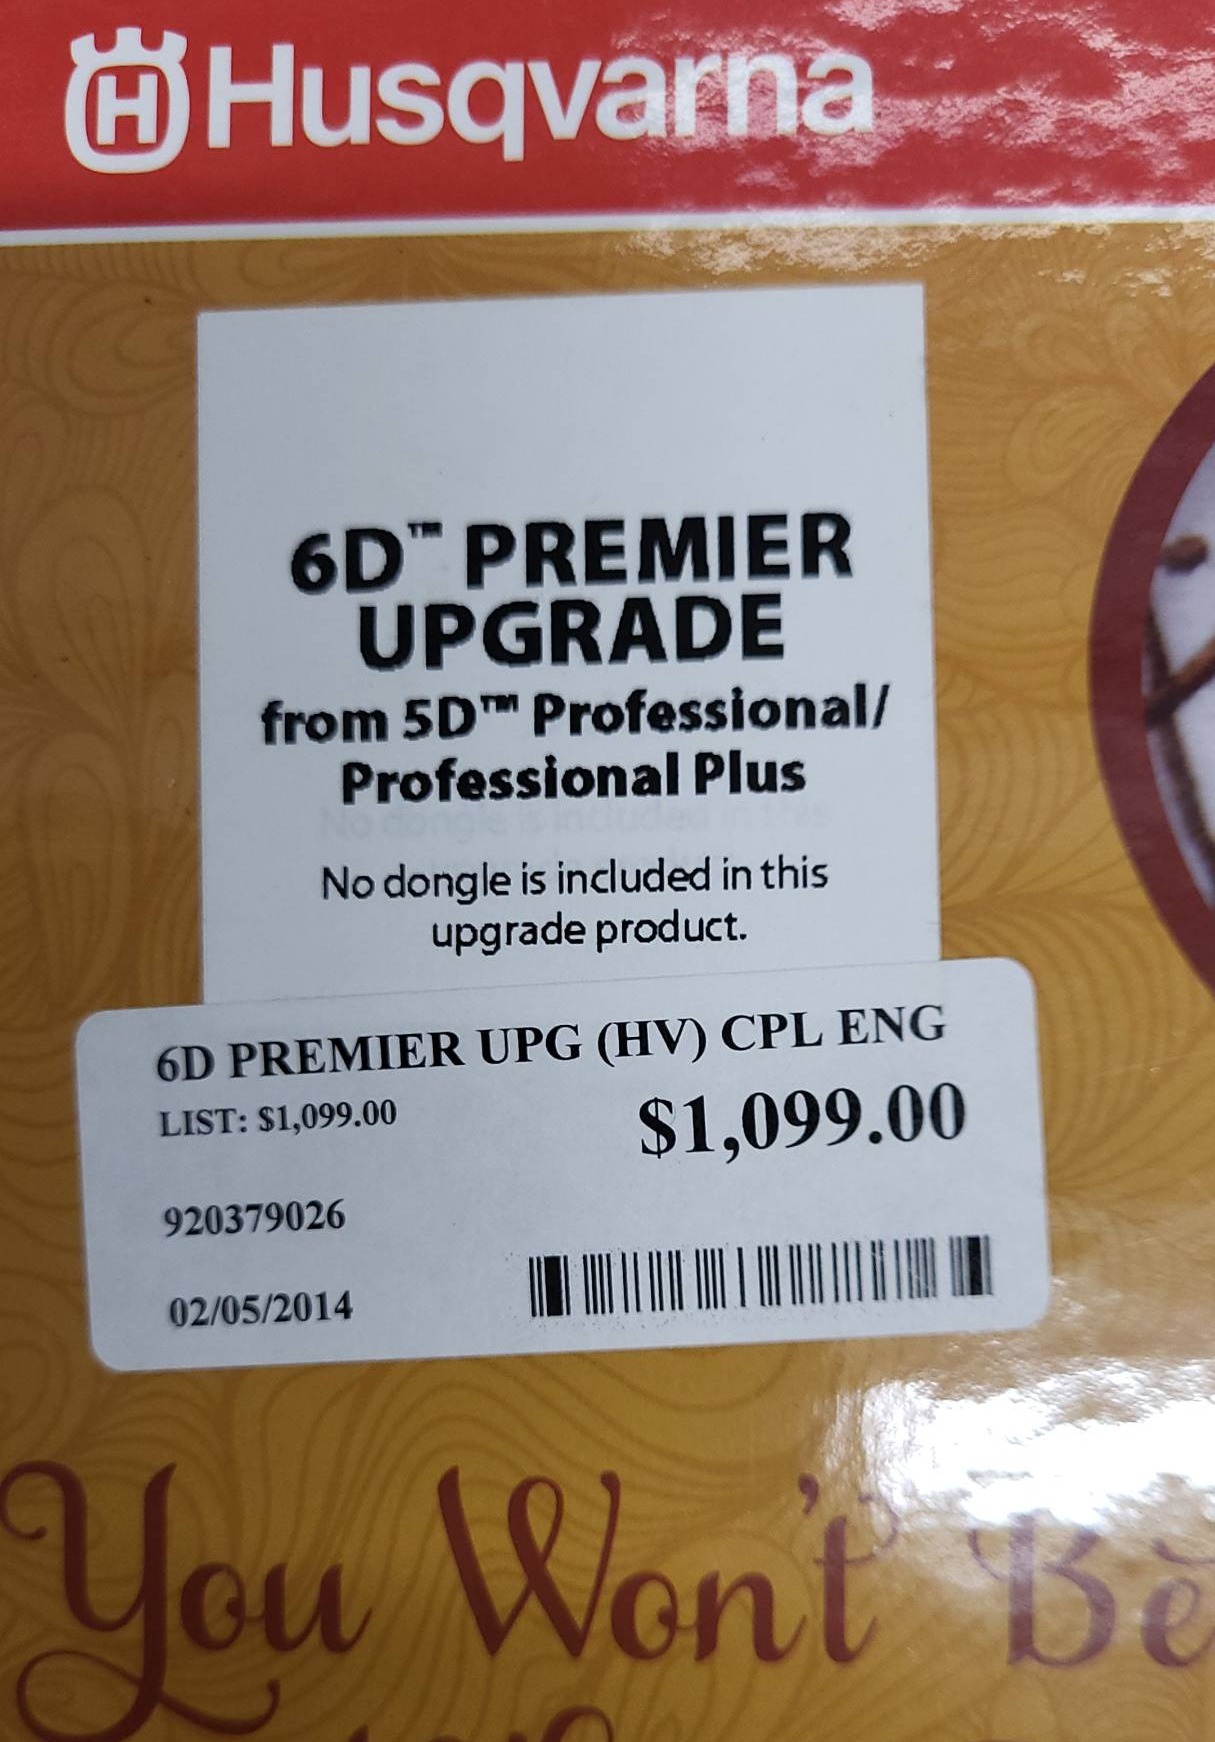 Husqvarna
6D™ PREMIER
UPGRADE
from 5D™ Professional/
Professional Plus
No dongle is included in this
upgrade product.
6D PREMIER UPG (HV) CPL ENG
LIST: $1,099.00
$1,099.00
920379026
02/05/2014
You Won't Be